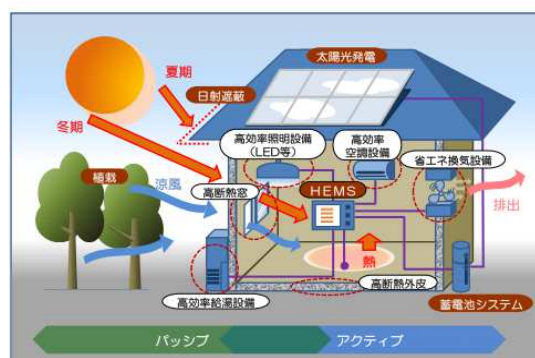 太陽光発電
夏期
日射遮蔽
冬期
高効率照明設備
(LED等)
高効率
空調設備
省エネ換気設備
植栽
涼風
高断熱窓
HEMS
排出
熱
高効率給湯設備
高断熱外皮
蓄電池システム
パッシブ
アクティブ